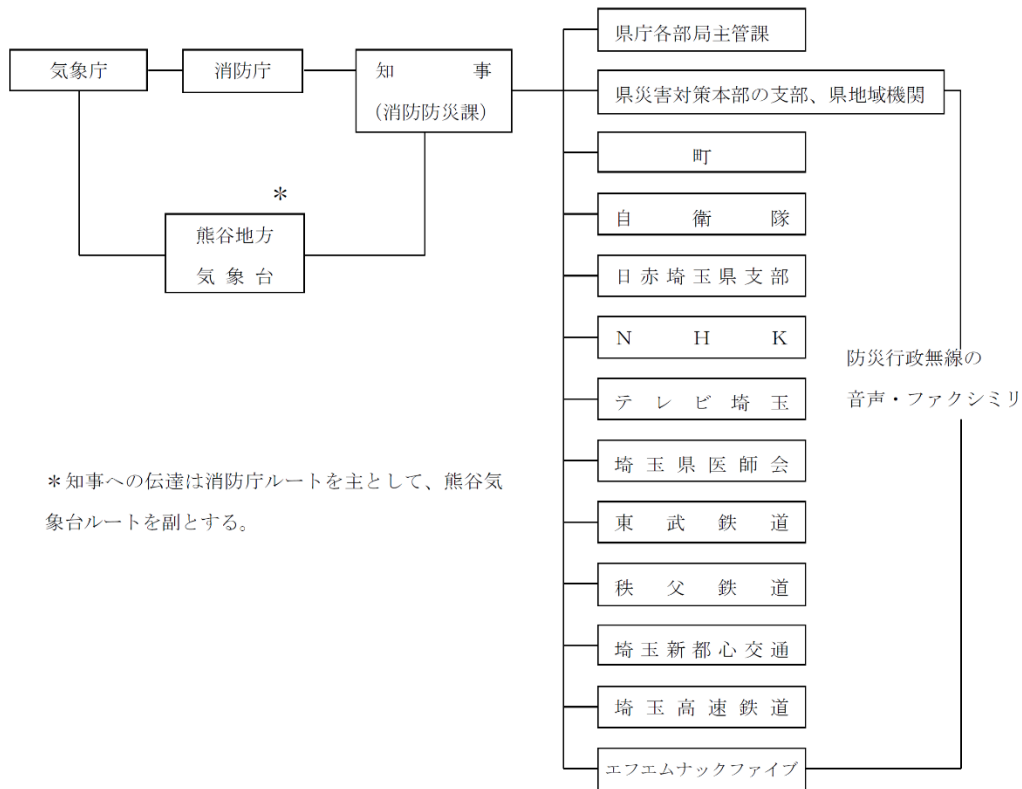 気象庁
消防庁
知事
(消防防災課)
*
熊谷地方
気象台
*知事への伝達は消防庁ルートを主として、熊谷気
象台ルートを副とする。
県庁各部局主管課
県災害対策本部の支部、県地域機関
町
自衛隊
日赤埼玉県支部
NHK
テレビ埼玉
埼玉県医師会
東武鉄道
秩父鉄道
埼玉新都心交通
埼玉高速鉄道
エフエムナックファイブ
防災行政無線の
音声・ファクシミリ